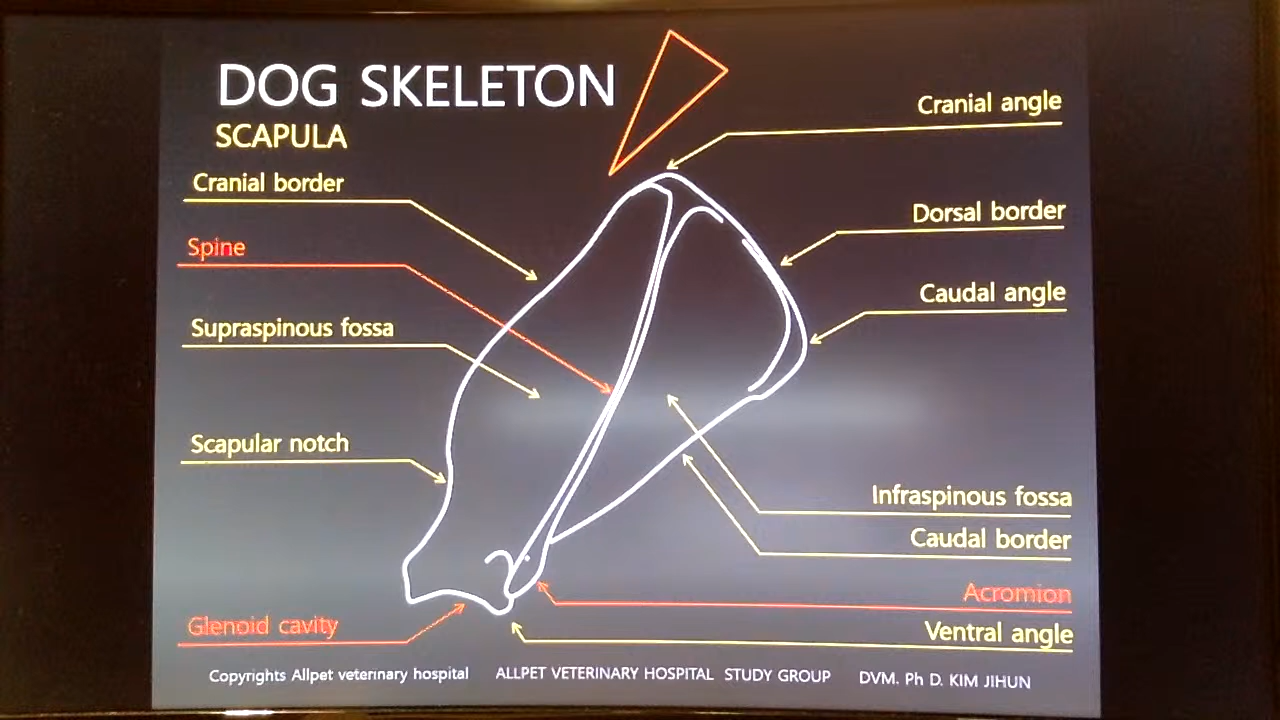 DOG SKELETON
SCAPULA
Cranial angle
Cranial border
Dorsal border
Spine
Caudal angle
Supraspinous fossa
Scapular notch
Infraspinous fossa
Caudal border
Acromion
Glenoid cavity
Ventral angle
Copyrights Allpet veterinary hospital ALLPET VETERINARY HOSPITAL STUDY GROUP DVM. Ph D. KIM JIHUN